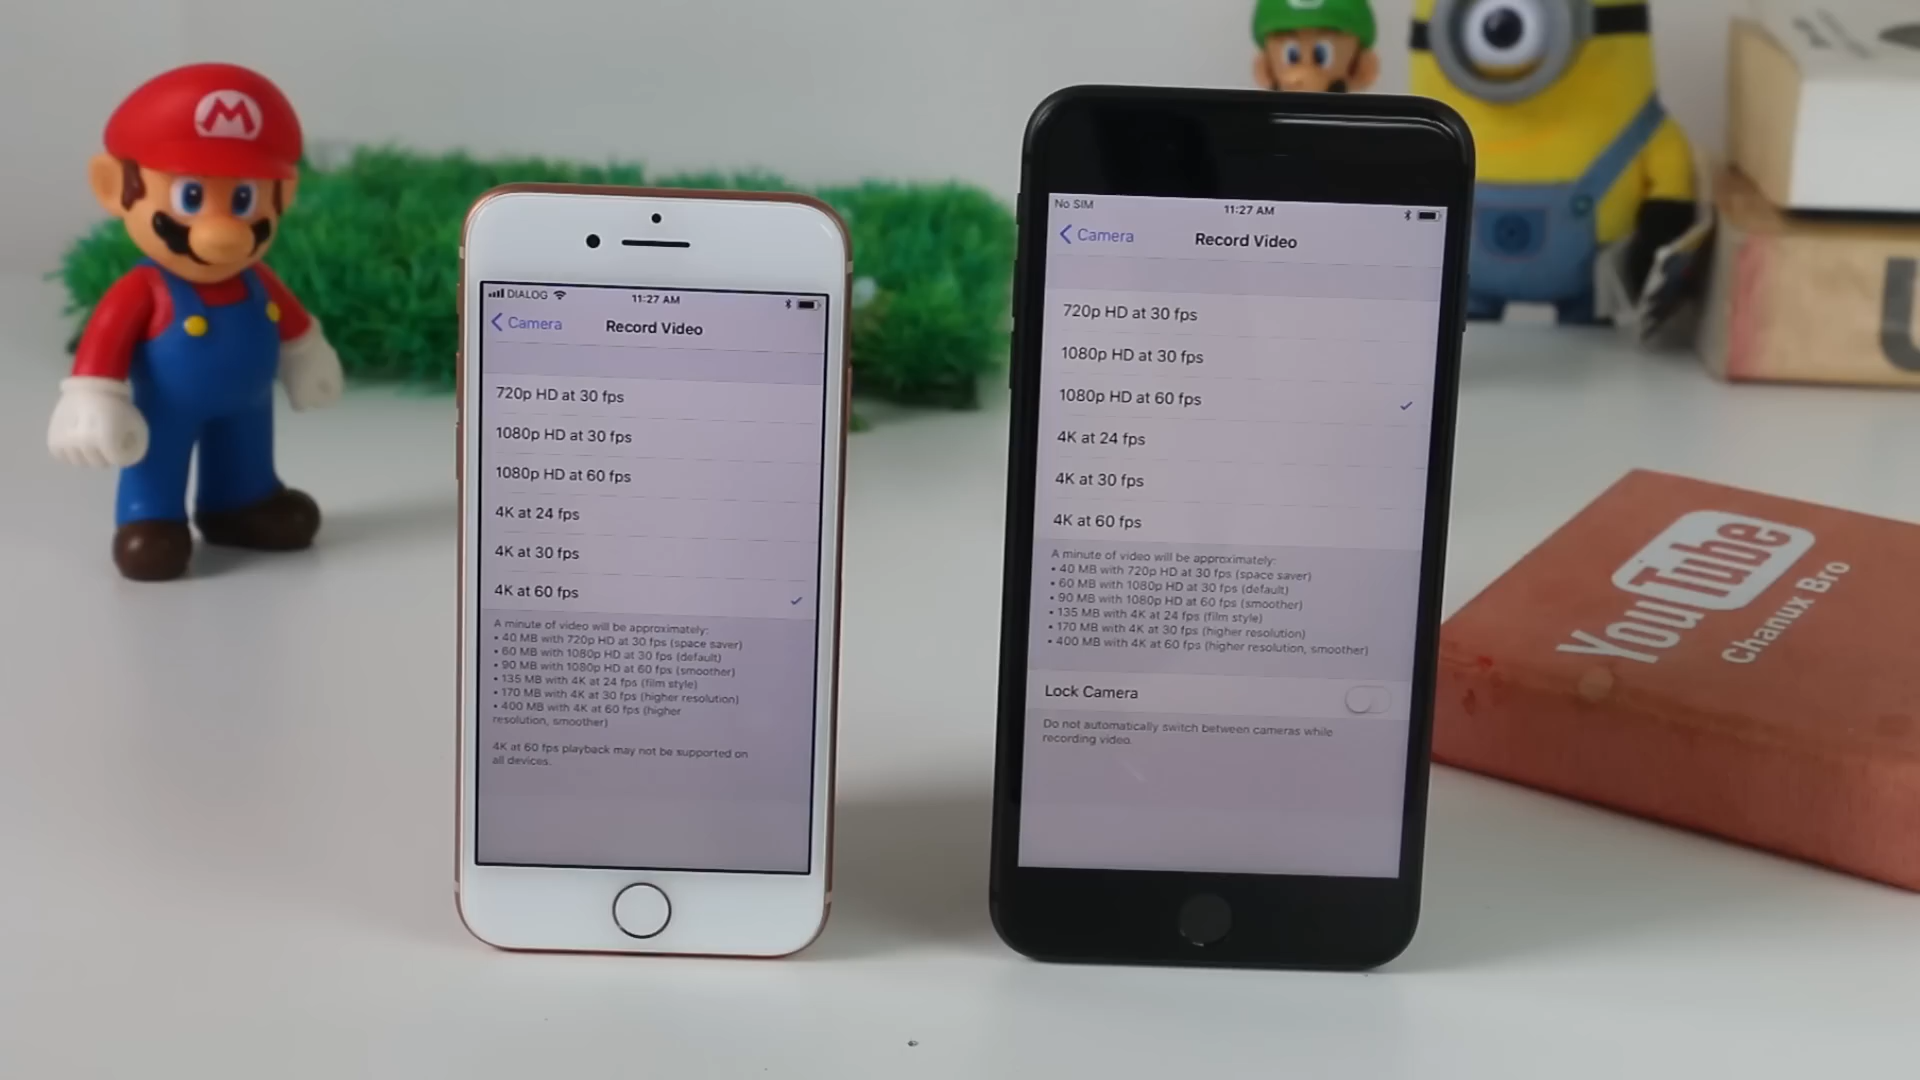 M
DIALOG 11:27 AM
Camera Record Video
720p HD at 30 fps
1080p HD at 30 fps
1080p HD at 60 fps
4K at 24 fps
4K at 30 fps
4K at 60 fps
A minute of video will be approximately:
• 40 MB with 720p HD at 30 fps (space saver)
• 60 MB with 1080p HD at 30 fps (default)
• 90 MB with 1080p HD at 60 fps (smoother)
• 135 MB with 4K at 24 fps (film style)
• 170 MB with 4K at 30 fps (higher resolution)
• 400 MB with 4K at 60 fps (higher
resolution, smoother)
4K at 60 fps playback may not be supported on
all devices.
No SIM 11:27 AM
Camera Record Video
720p HD at 30 fps
1080p HD at 30 fps
1080p HD at 60 fps
4K at 24 fps
4K at 30 fps
4K at 60 fps
A minute of video will be approximately:
• 40 MB with 720p HD at 30 fps (space saver)
• 60 MB with 1080p HD at 30 fps (default)
• 90 MB with 1080p HD at 60 fps (smoother)
• 135 MB with 4K at 24 fps (film style)
• 170 MB with 4K at 30 fps (higher resolution)
• 400 MB with 4K at 60 fps (higher resolution, smoother)
Lock Camera
Do not automatically switch between cameras while
recording video.
YouTube
Chanux Bro